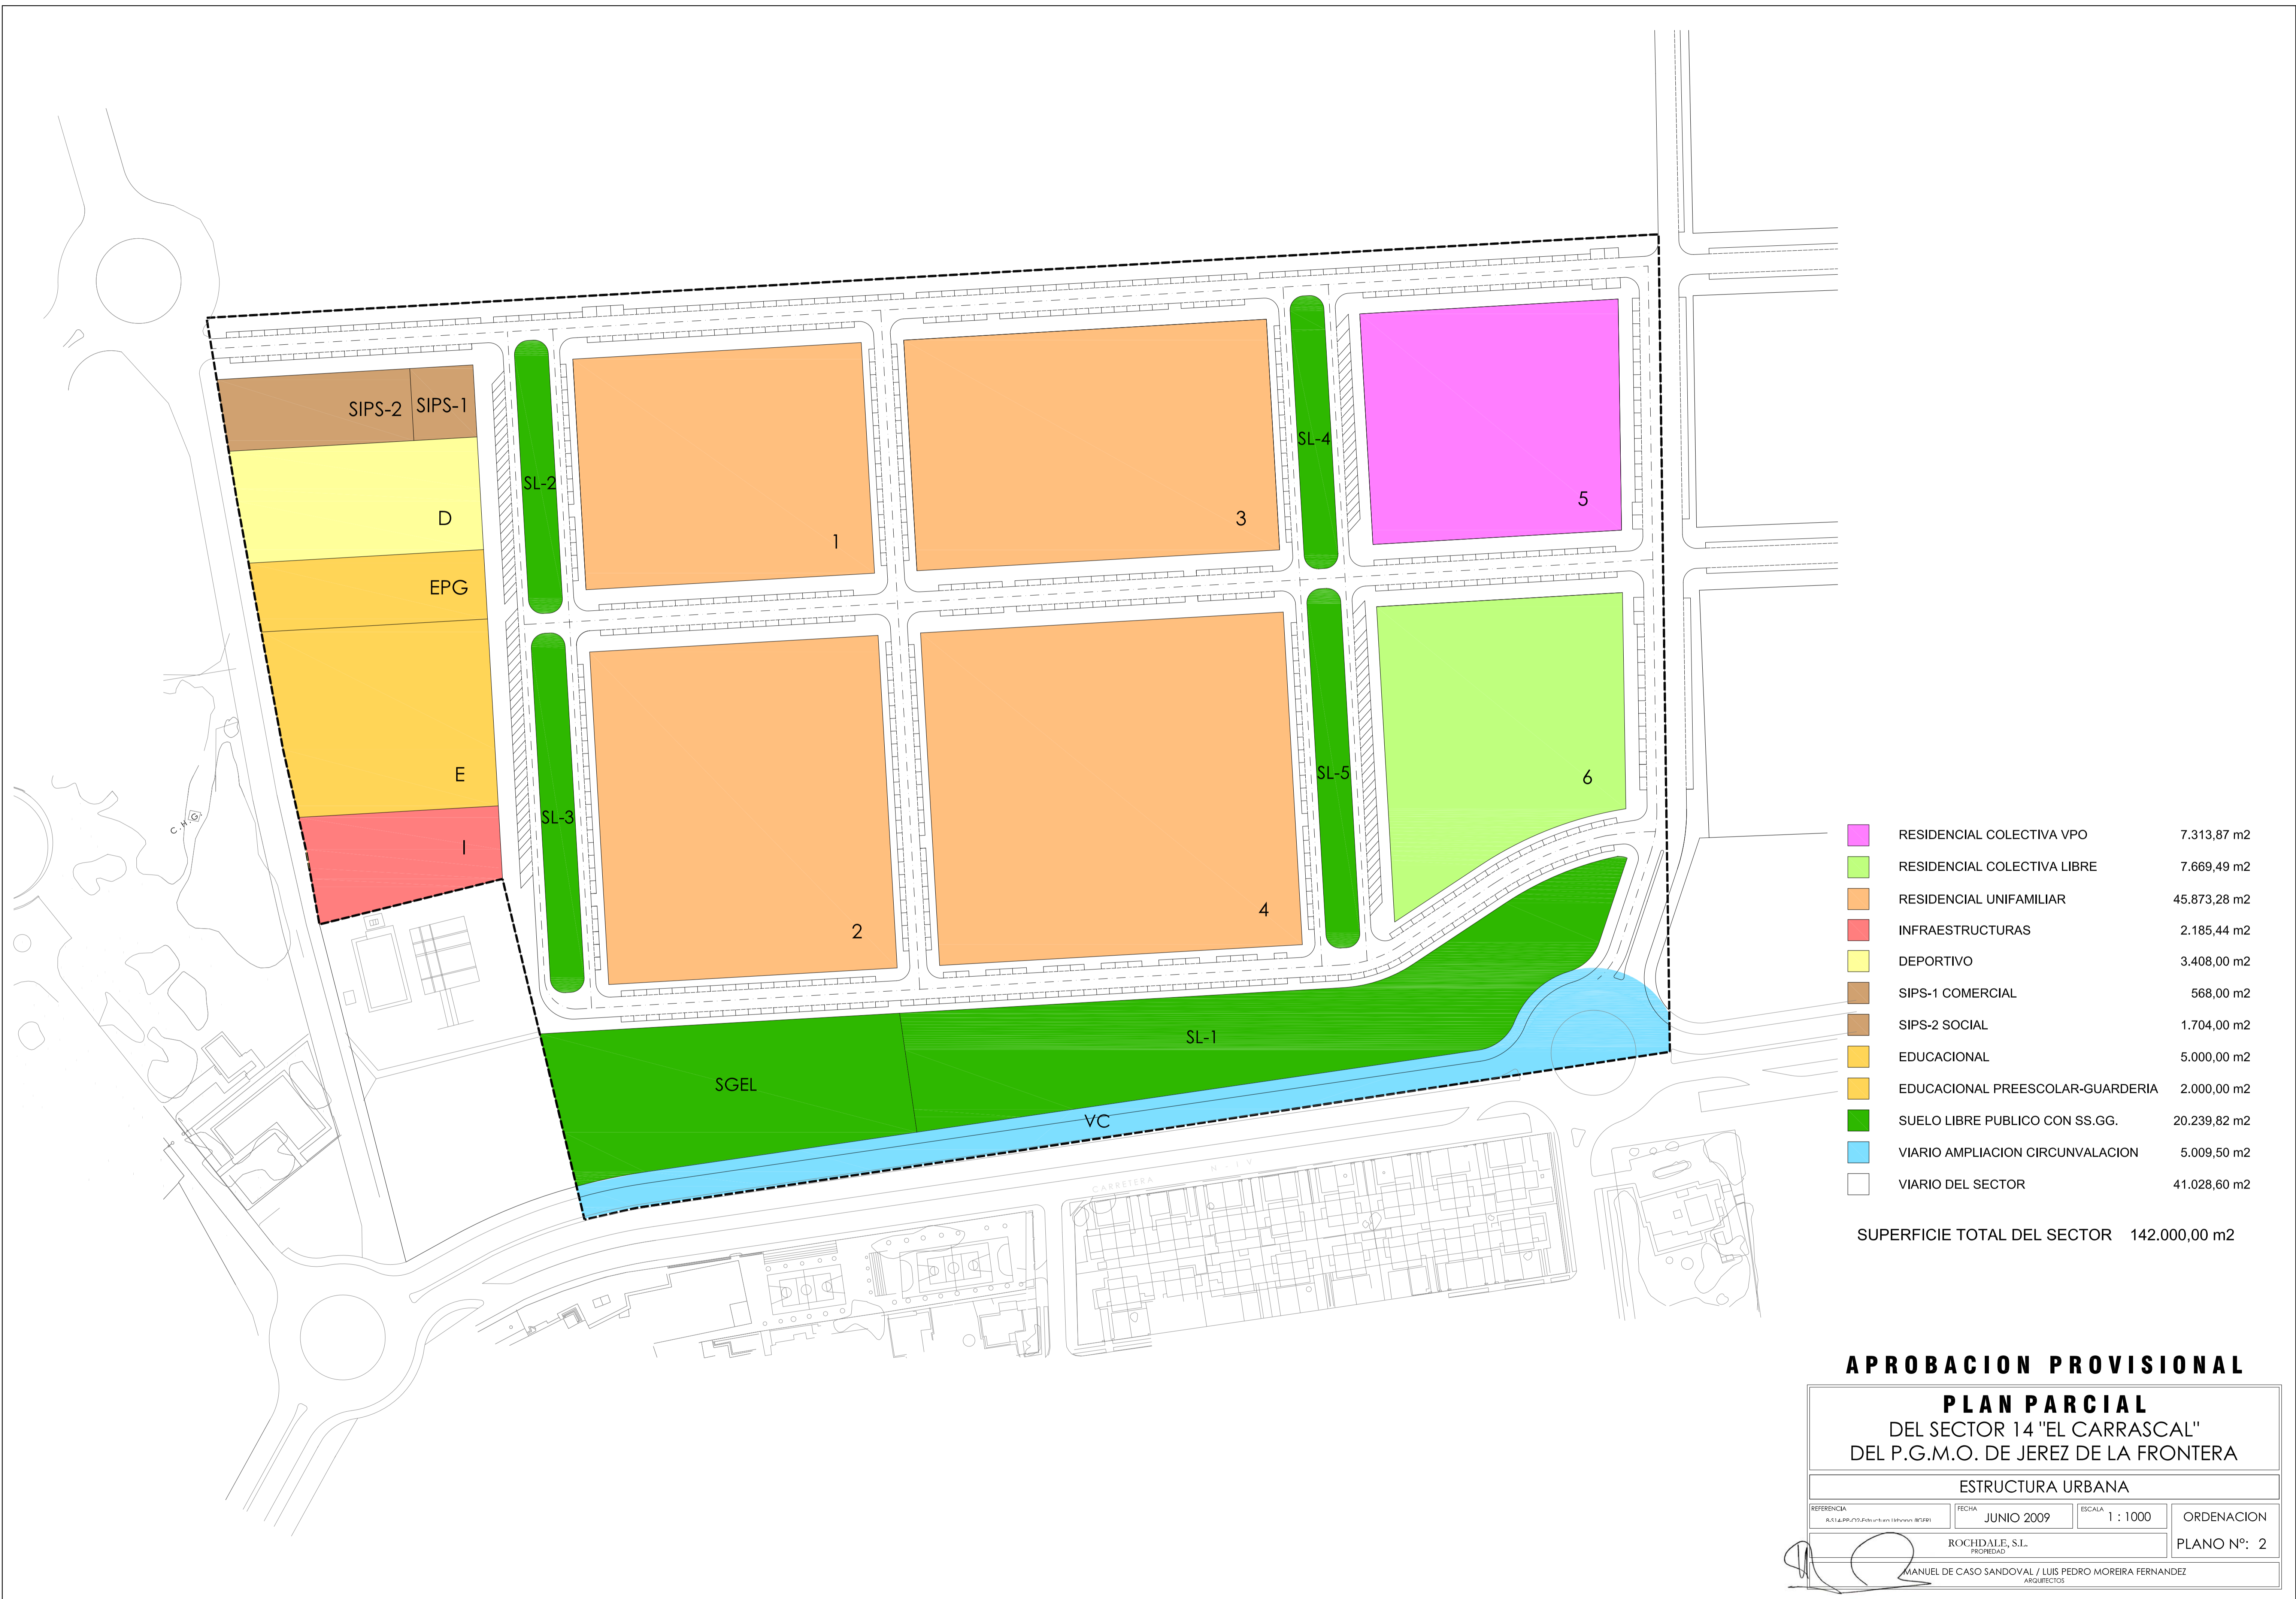 SIPS-2
SIPS-1
D
EPG
E
I
SL-2
SL-3
1
2
3
4
SL-4
SL-5
5
6
SL-1
SGEL
VC
C.H.G.
CARRETERA N-IV
RESIDENCIAL COLECTIVA VPO 7.313,87 m2
RESIDENCIAL COLECTIVA LIBRE 7.669,49 m2
RESIDENCIAL UNIFAMILIAR 45.873,28 m2
INFRAESTRUCTURAS 2.185,44 m2
DEPORTIVO 3.408,00 m2
SIPS-1 COMERCIAL 568,00 m2
SIPS-2 SOCIAL 1.704,00 m2
EDUCACIONAL 5.000,00 m2
EDUCACIONAL PREESCOLAR-GUARDERIA 2.000,00 m2
SUELO LIBRE PUBLICO CON SS.GG. 20.239,82 m2
VIARIO AMPLIACION CIRCUNVALACION 5.009,50 m2
VIARIO DEL SECTOR 41.028,60 m2
SUPERFICIE TOTAL DEL SECTOR 142.000,00 m2
APROBACION PROVISIONAL
PLAN PARCIAL
DEL SECTOR 14 "EL CARRASCAL"
DEL P.G.M.O. DE JEREZ DE LA FRONTERA
ESTRUCTURA URBANA
REFERENCIA
FECHA
JUNIO 2009
ESCALA
1 : 1000
ORDENACION
PLANO Nº: 2
ROCHDALE, S.L.
PROPIEDAD
MANUEL DE CASO SANDOVAL / LUIS PEDRO MOREIRA FERNANDEZ
ARQUITECTOS